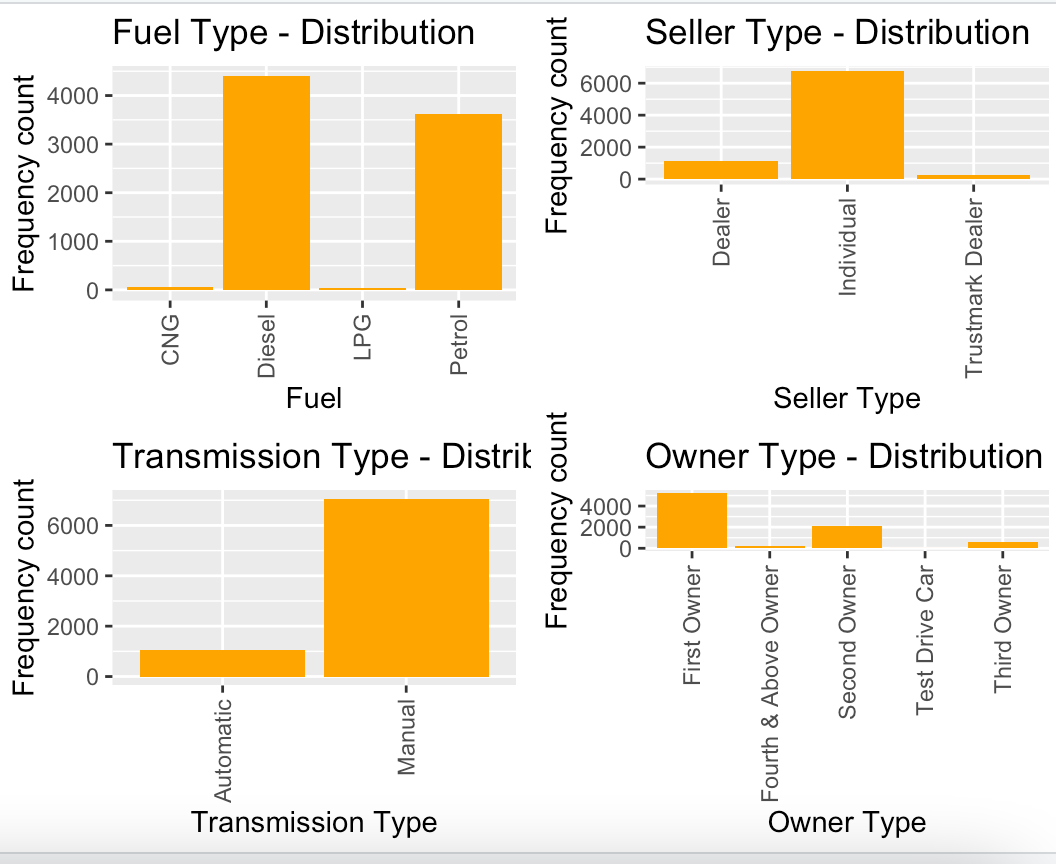 Fuel Type - Distribution
Frequency count
4000
3000
2000
1000
0
CNG
Diesel
LPG
Petrol
Fuel
Seller Type - Distribution
Frequency count
6000
4000
2000
0
Dealer
Individual
Trustmark Dealer
Seller Type
Transmission Type - Distrib
Frequency count
6000
4000
2000
0
Automatic
Manual
Transmission Type
Owner Type - Distribution
Frequency count
4000
2000
0
First Owner
Fourth & Above Owner
Second Owner
Test Drive Car
Third Owner
Owner Type